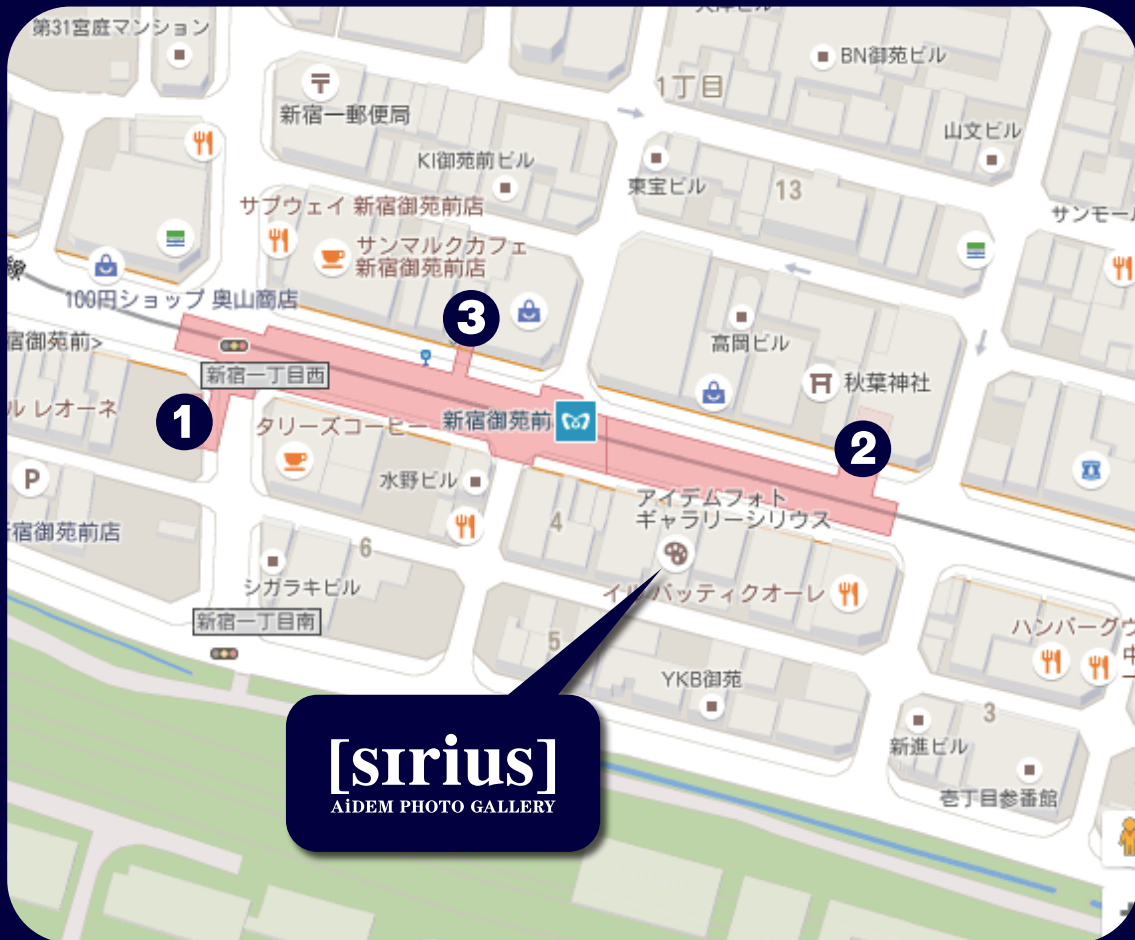 第31宮庭マンション
BN御苑ビル
1丁目
新宿一郵便局
山文ビル
KI御苑前ビル
東宝ビル
13
サブウェイ 新宿御苑前店
サンモール
サンマルクカフェ
新宿御苑前店
100円ショップ 奥山商店
3
高岡ビル
宿御苑前>
新宿一丁目西
秋葉神社
ル レオーネ
1
タリーズコーヒー
新宿御苑前
2
P
水野ビル
アイデムフォト
ギャラリーシリウス
宿御苑前店
4
6
シガラキビル
イル バッティクオーレ
新宿一丁目南
5
ハンバーグウ
中
YKB御苑
3
新進ビル
壱丁目参番館
[sırius]
AiDEM PHOTO GALLERY